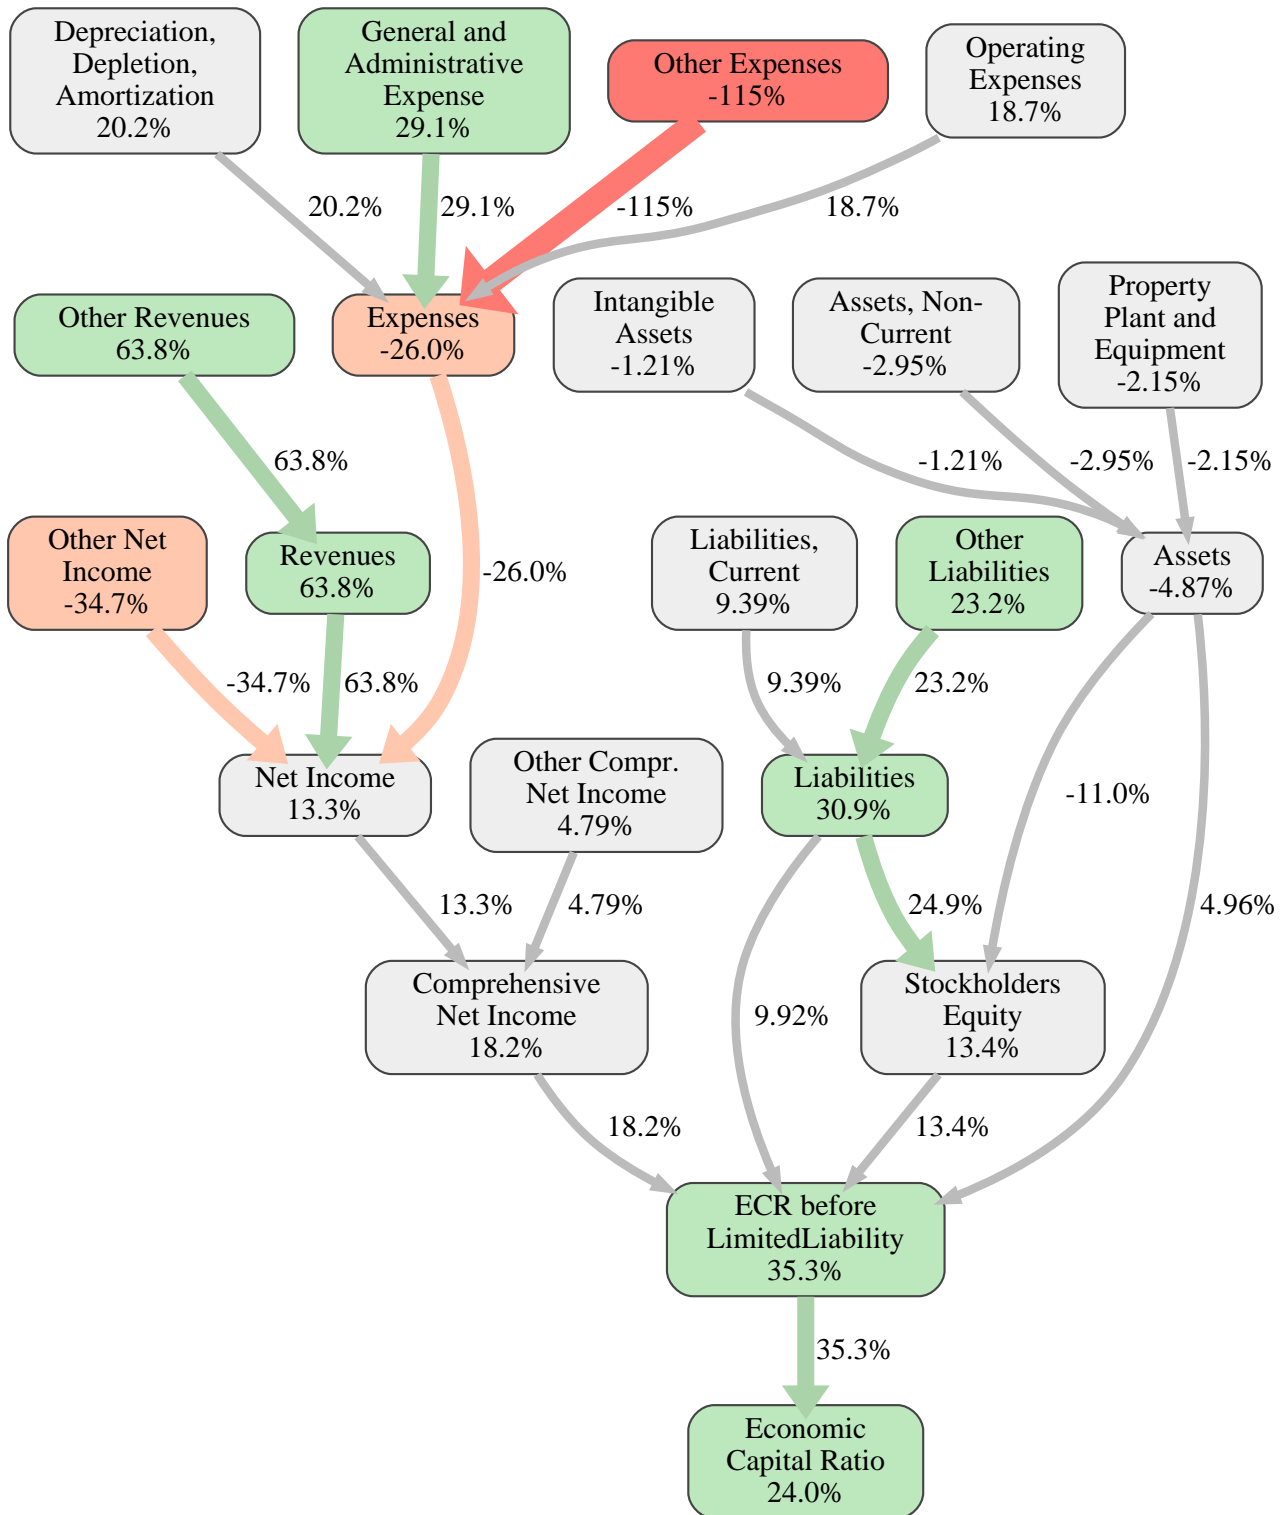 Depreciation,
Depletion,
Amortization
20.2%
General and
Administrative
Expense
29.1%
Other Expenses
-115%
Operating
Expenses
18.7%
20.2%
29.1%
-115%
18.7%
Other Revenues
63.8%
Expenses
-26.0%
Intangible
Assets
-1.21%
Assets, Non-
Current
-2.95%
Property
Plant and
Equipment
-2.15%
63.8%
-1.21%
-2.95%
-2.15%
Other Net
Income
-34.7%
Revenues
63.8%
-26.0%
Liabilities,
Current
9.39%
Other
Liabilities
23.2%
Assets
-4.87%
-34.7%
63.8%
9.39%
23.2%
Net Income
13.3%
Other Compr.
Net Income
4.79%
Liabilities
30.9%
-11.0%
13.3%
4.79%
24.9%
4.96%
Comprehensive
Net Income
18.2%
9.92%
Stockholders
Equity
13.4%
18.2%
13.4%
ECR before
LimitedLiability
35.3%
35.3%
Economic
Capital Ratio
24.0%